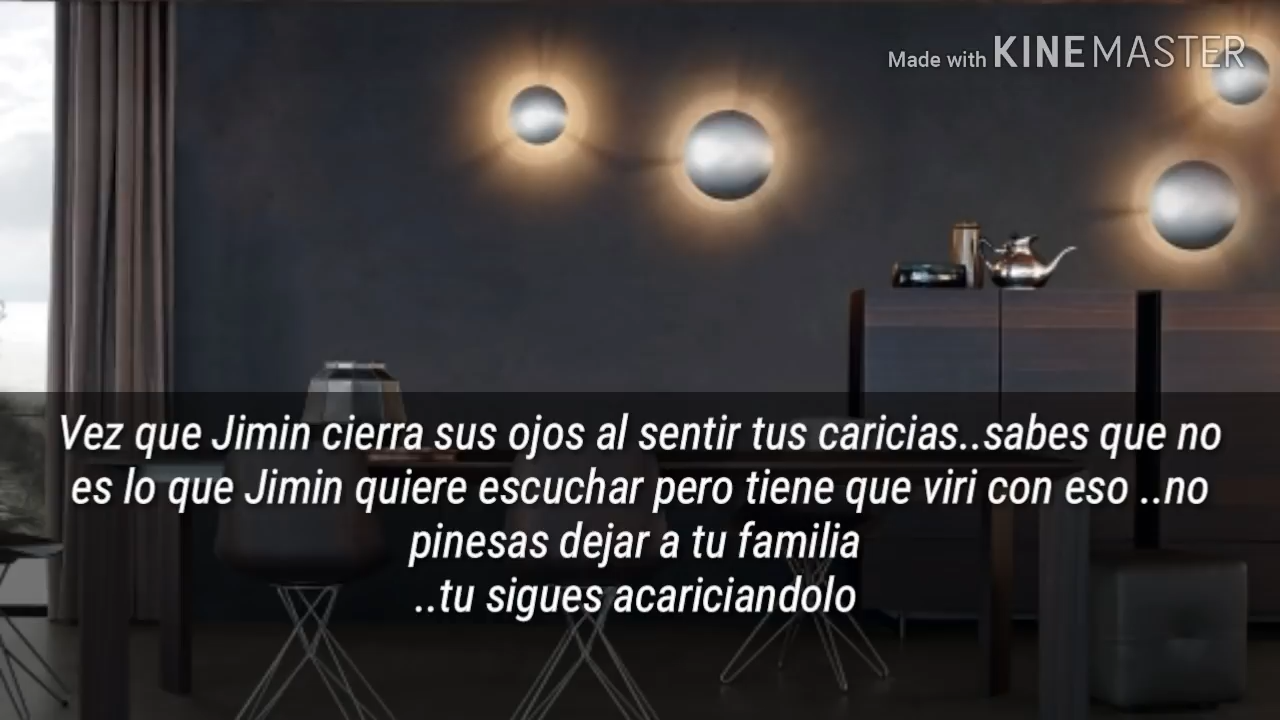 Made with KINEMASTER
Vez que Jimin cierra sus ojos al sentir tus caricias..sabes que no
es lo que Jimin quiere escuchar pero tiene que viri con eso ..no
pinesas dejar a tu familia
..tu sigues acariciandolo